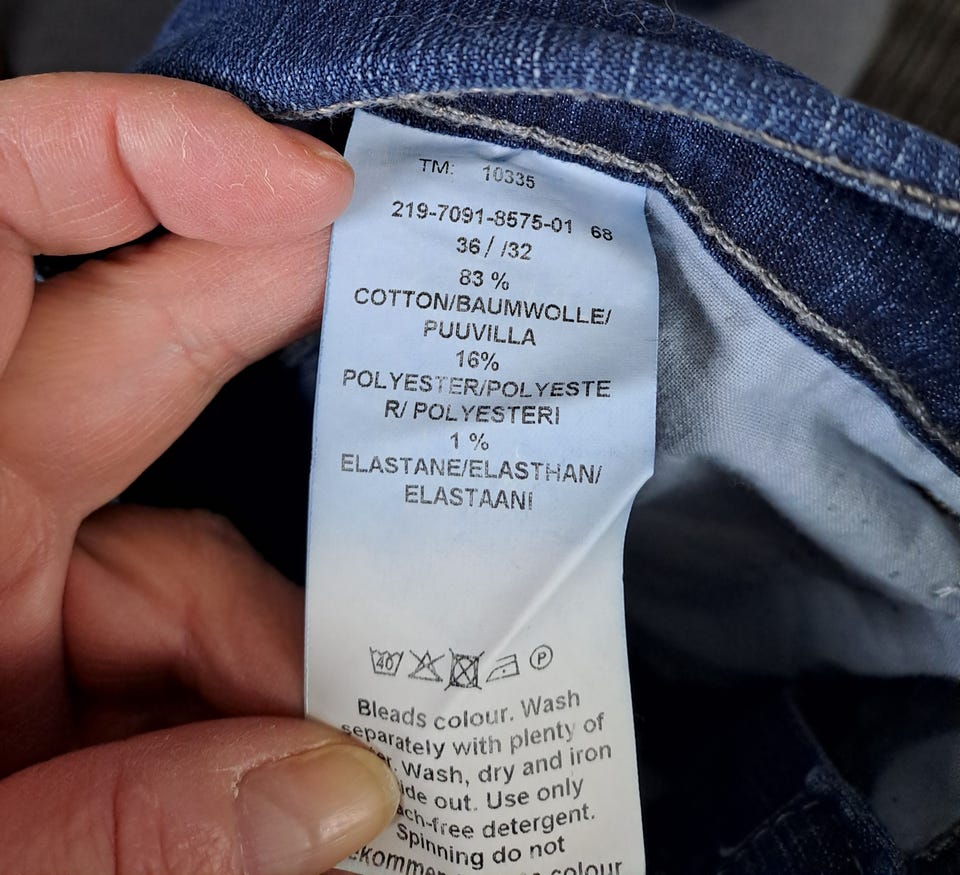 TM: 10335
219-7091-8575-01 68
36/ /32
83 %
COTTON/BAUMWOLLE/
PUUVILLA
16%
POLYESTER/POLYESTE
R/ POLYESTERI
1 %
ELASTANE/ELASTHAN/
ELASTAANI
40 P
Bleads colour. Wash
separately with plenty of
Wash, dry and iron
out. Use only
detergent.
Spinning do not
colour